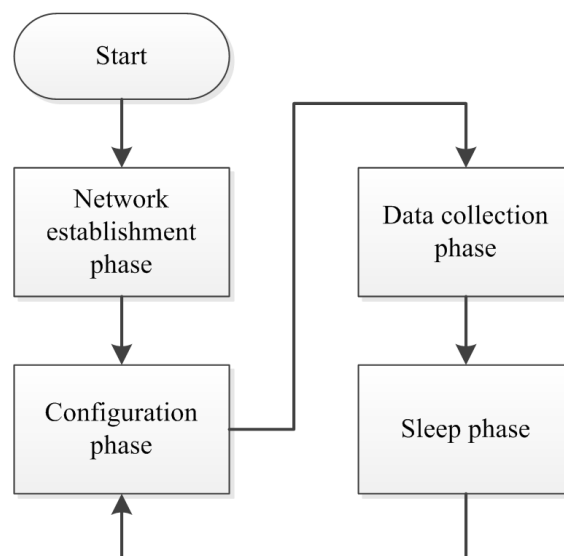 Start
Network
establishment
phase
Configuration
phase
Data collection
phase
Sleep phase